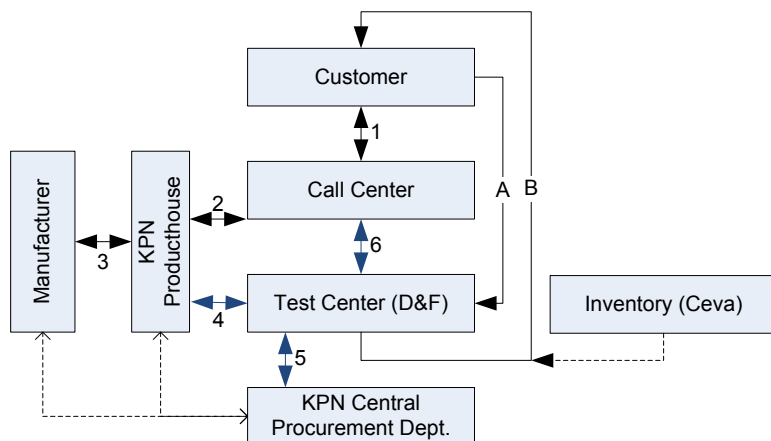 Customer
1
A
B
Manufacturer
KPN
Producthouse
2
Call Center
3
6
4
Test Center (D&F)
Inventory (Ceva)
5
KPN Central
Procurement Dept.